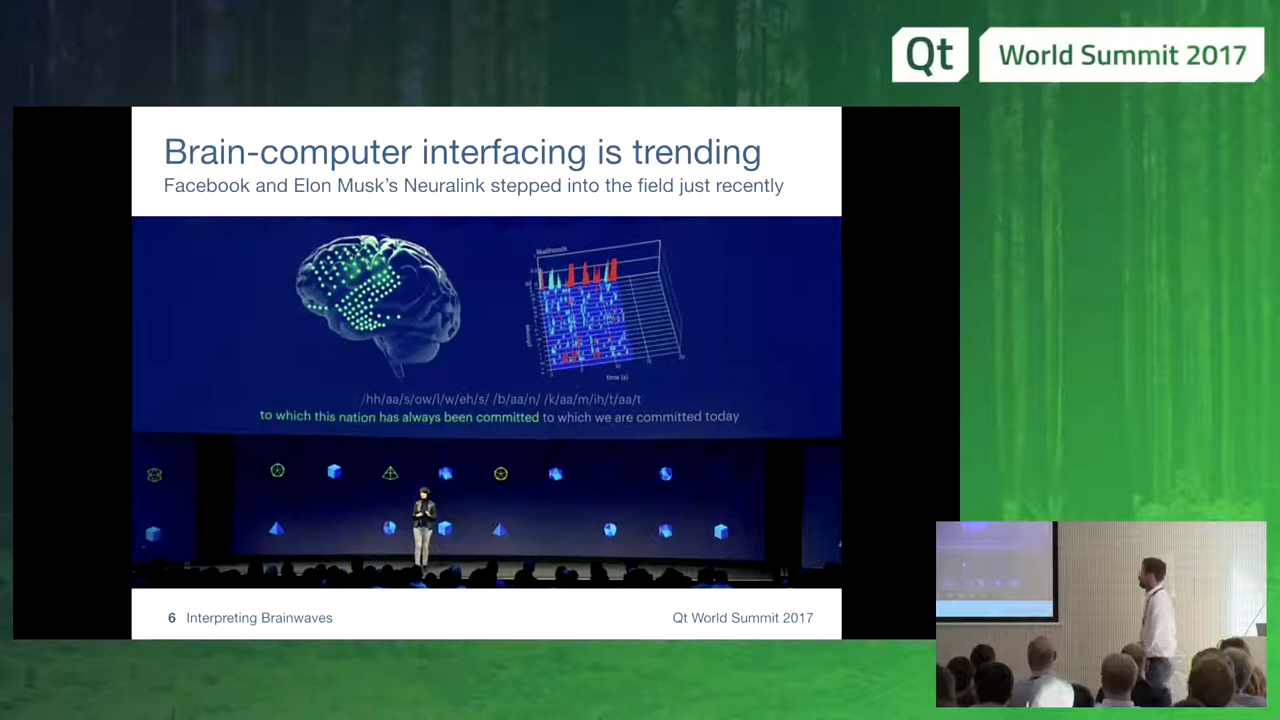 Qt World Summit 2017
Brain-computer interfacing is trending
Facebook and Elon Musk's Neuralink stepped into the field just recently
likelihoods
time (s)
/hh/aa/s/ow/l/w/eh/s/ /b/aa/n/ /k/aa/m/ih/t/aa/t
to which this nation has always been committed to which we are committed today
6 Interpreting Brainwaves
Qt World Summit 2017